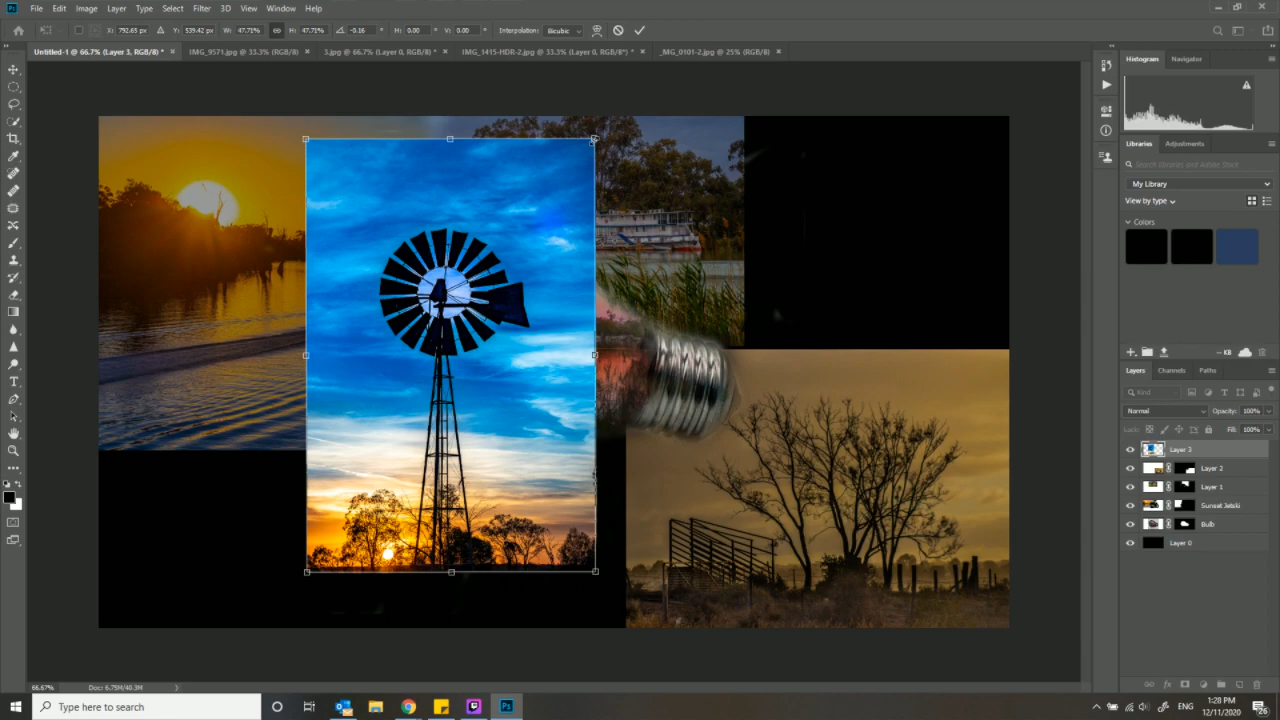 Ps File Edit Image Layer Type Select Filter 3D View Window Help
X: 792.65 px Y: 539.42 px W: 47.71% H: 47.71% -0.16 ° H: 0.00 ° V: 0.00 ° Interpolation: Bicubic
Untitled-1 @ 66.7% (Layer 3, RGB/8) * × IMG_9571.jpg @ 33.3% (RGB/8) × 3.jpg @ 66.7% (Layer 0, RGB/8) * × IMG_1415-HDR-2.jpg @ 33.3% (Layer 0, RGB/8*) * × _MG_0101-2.jpg @ 25% (RGB/8) ×
Histogram Navigator
Libraries Adjustments
Search libraries and Adobe Stock
My Library
View by type
Colors
-- KB
Layers Channels Paths
Kind
Normal Opacity: 100%
Lock: Fill: 100%
Layer 3
Layer 2
Layer 1
Sunset Jetski
Bulb
Layer 0
66.67% Doc: 6.75M/40.3M
Type here to search
Ps
ENG
1:28 PM
12/11/2020
26